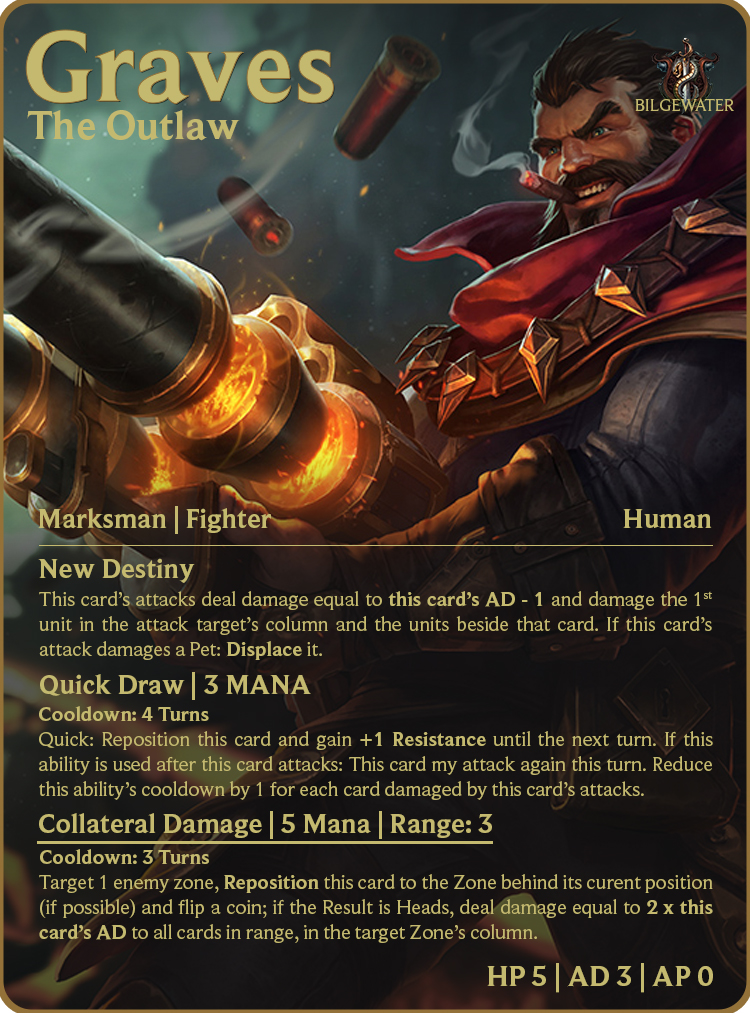 Graves
The Outlaw
BILGEWATER
Marksman | Fighter
Human
New Destiny
This card's attacks deal damage equal to this card's AD - 1 and damage the 1st
unit in the attack target's column and the units beside that card. If this card's
attack damages a Pet: Displace it.
Quick Draw | 3 MANA
Cooldown: 4 Turns
Quick: Reposition this card and gain +1 Resistance until the next turn. If this
ability is used after this card attacks: This card my attack again this turn. Reduce
this ability's cooldown by 1 for each card damaged by this card's attacks.
Collateral Damage | 5 Mana | Range: 3
Cooldown: 3 Turns
Target 1 enemy zone, Reposition this card to the Zone behind its curent position
(if possible) and flip a coin; if the Result is Heads, deal damage equal to 2 x this
card's AD to all cards in range, in the target Zone's column.
HP 5 | AD 3 | AP 0